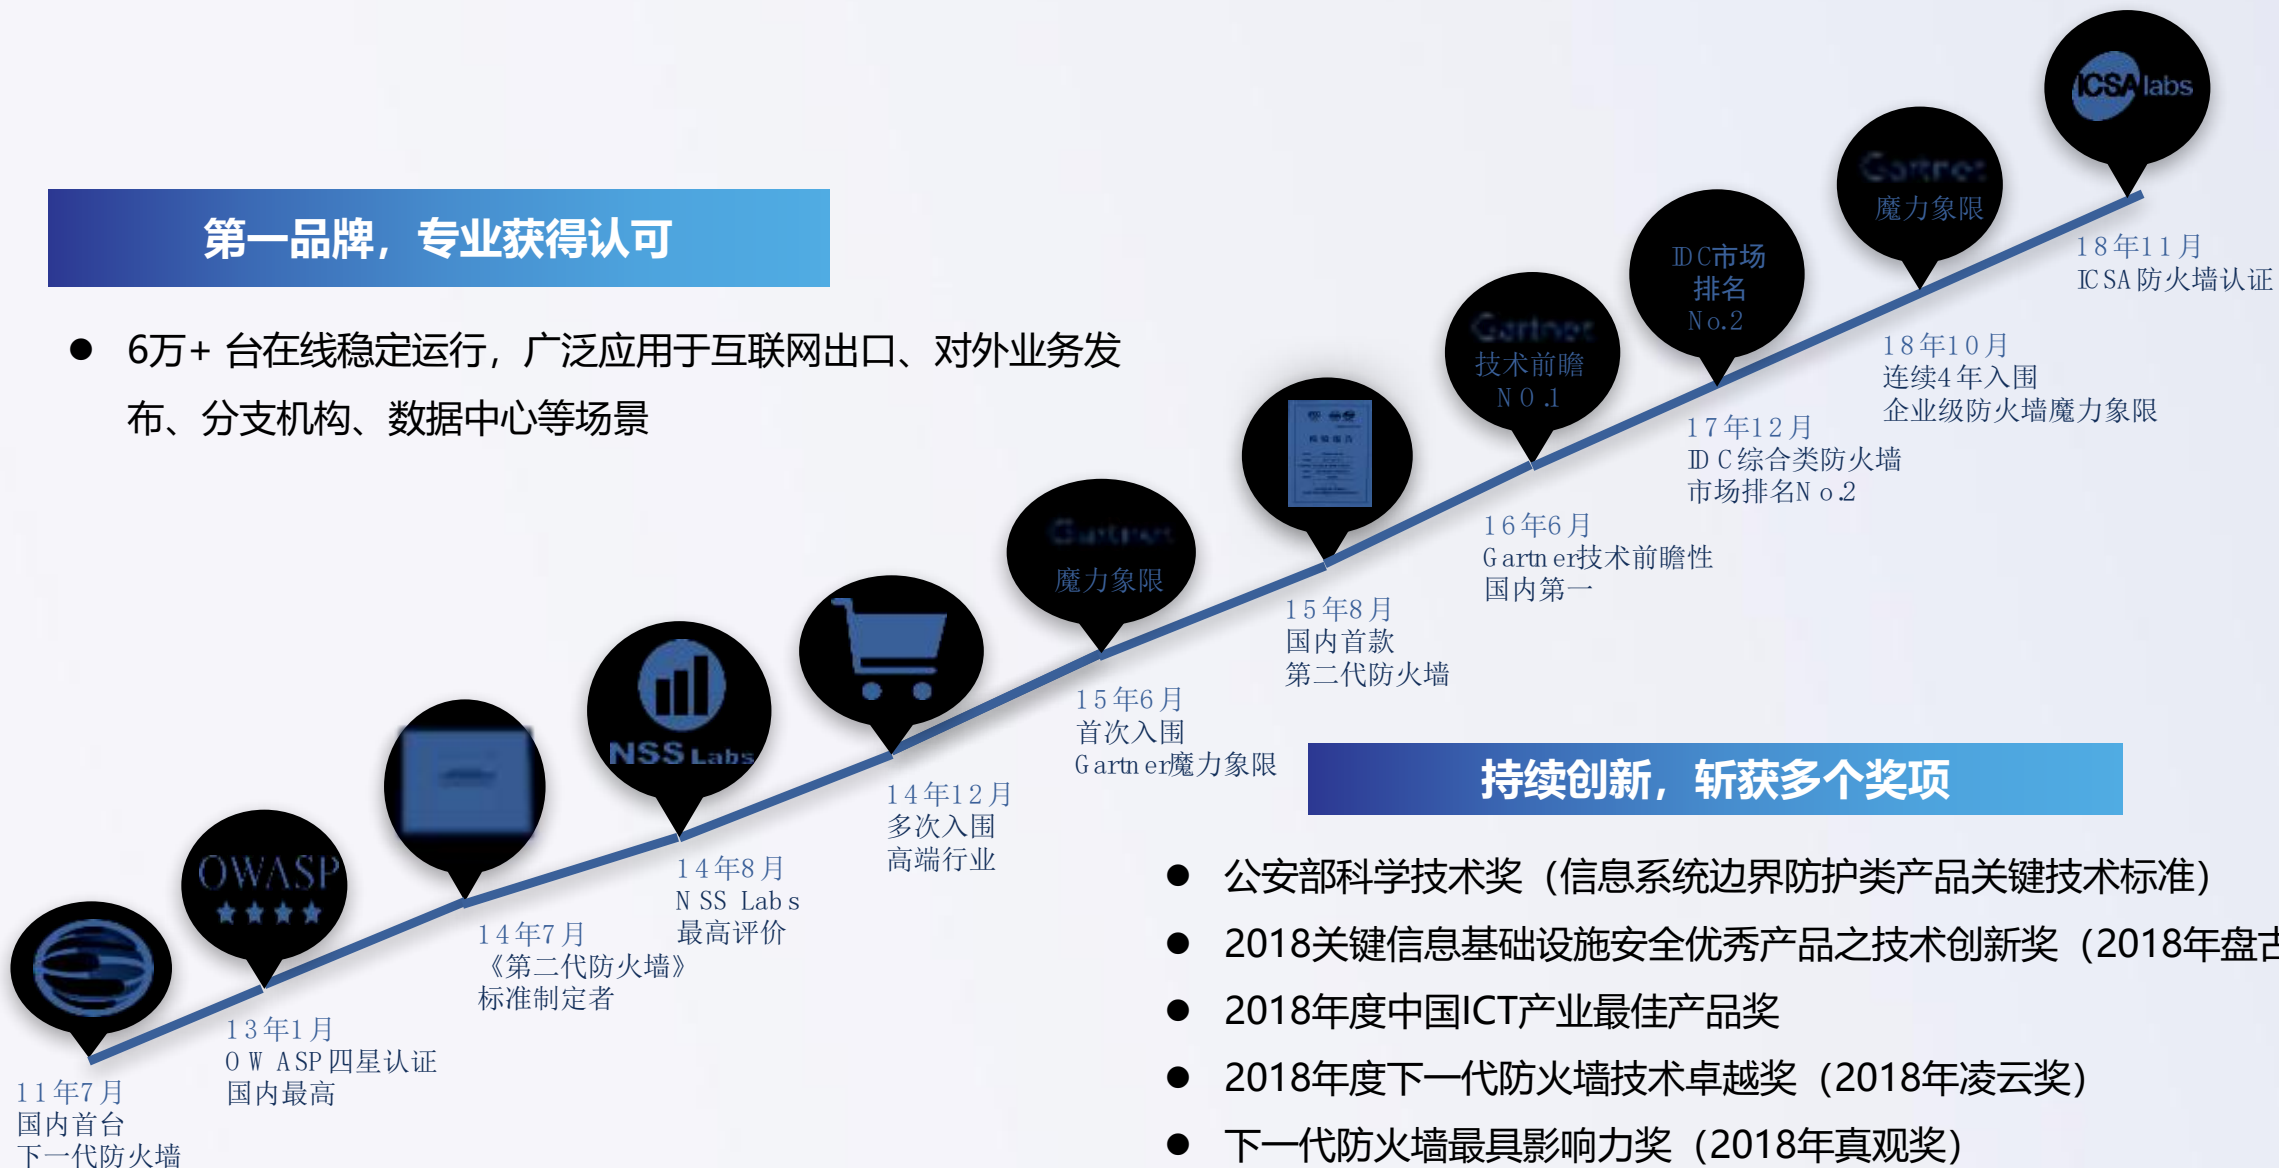 第一品牌，专业获得认可
● 6万+ 台在线稳定运行，广泛应用于互联网出口、对外业务发
布、分支机构、数据中心等场景
11年7月
国内首台
下一代防火墙
OWASP
13年1月
OWASP四星认证
国内最高
14年7月
《第二代防火墙》
标准制定者
NSS Labs
14年8月
NSS Labs
最高评价
14年12月
多次入围
高端行业
Gartner
魔力象限
15年6月
首次入围
Gartner魔力象限
15年8月
国内首款
第二代防火墙
Gartner
技术前瞻
NO.1
16年6月
Gartner技术前瞻性
国内第一
IDC市场
排名
No.2
17年12月
IDC综合类防火墙
市场排名No.2
Gartner
魔力象限
18年10月
连续4年入围
企业级防火墙魔力象限
ICSA labs
18年11月
ICSA防火墙认证
持续创新，斩获多个奖项
● 公安部科学技术奖（信息系统边界防护类产品关键技术标准）
● 2018关键信息基础设施安全优秀产品之技术创新奖（2018年盘古
● 2018年度中国ICT产业最佳产品奖
● 2018年度下一代防火墙技术卓越奖（2018年凌云奖）
● 下一代防火墙最具影响力奖（2018年真观奖）